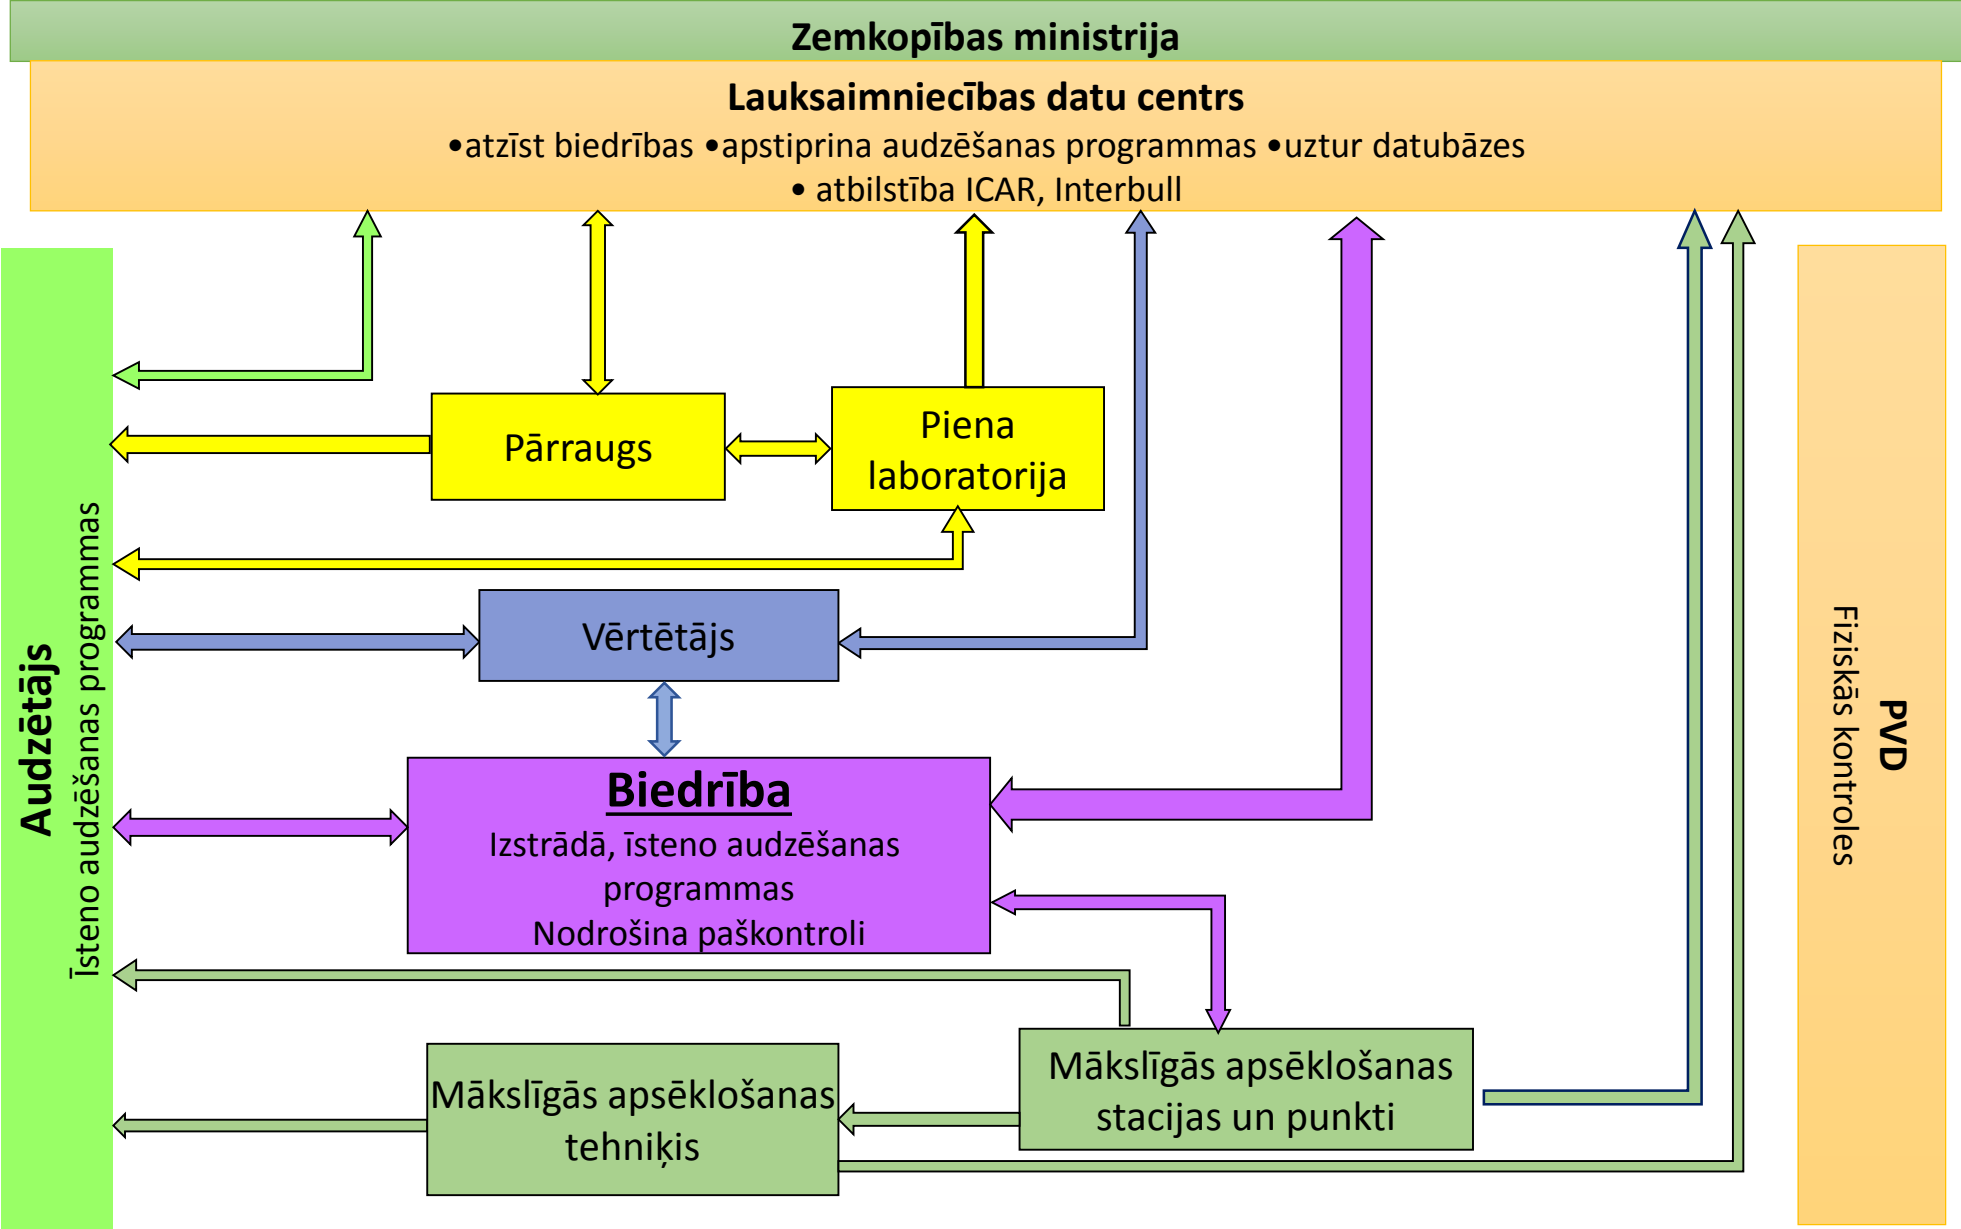 Zemkopības ministrija
Lauksaimniecības datu centrs
•atzīst biedrības •apstiprina audzēšanas programmas •uztur datubāzes
• atbilstība ICAR, Interbull
Audzētājs
Īsteno audzēšanas programmas
Pārraugs
Piena
laboratorija
Vērtētājs
Biedrība
Izstrādā, īsteno audzēšanas
programmas
Nodrošina paškontroli
Mākslīgās apsēklošanas
tehniķis
Mākslīgās apsēklošanas
stacijas un punkti
PVD
Fiziskās kontroles